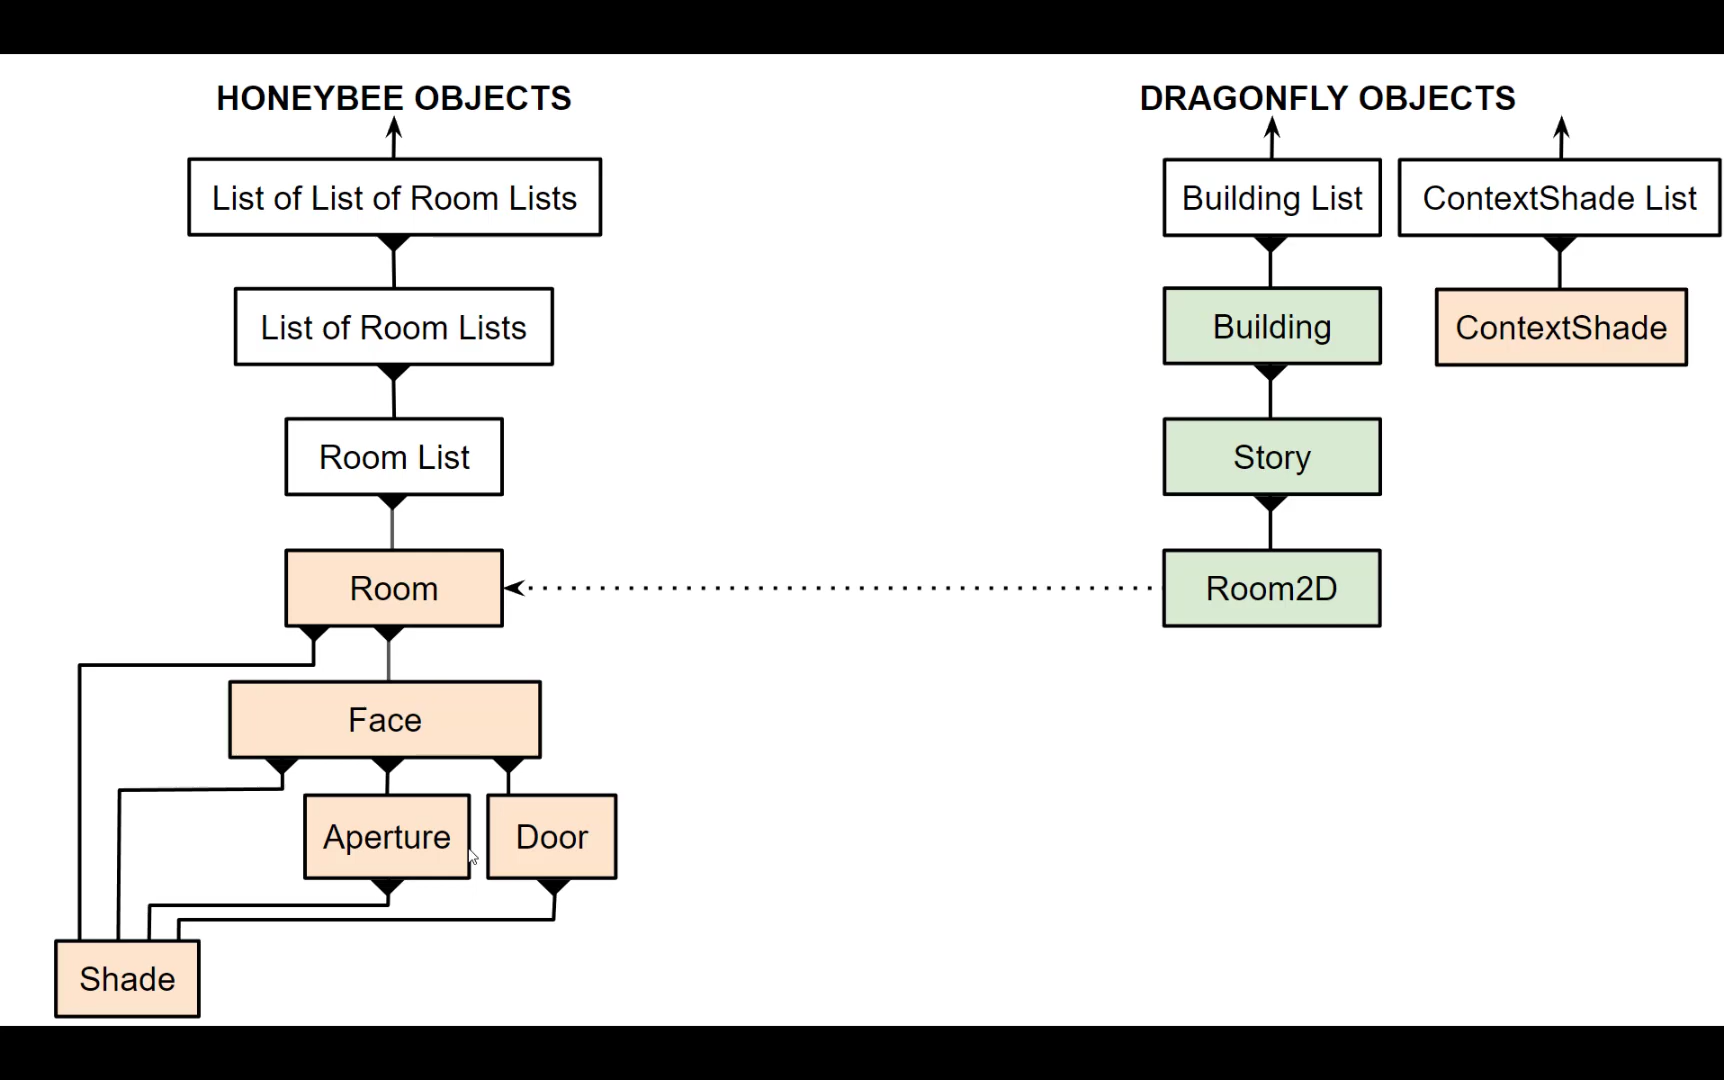 HONEYBEE OBJECTS
List of List of Room Lists
List of Room Lists
Room List
Room
Face
Aperture
Door
Shade
DRAGONFLY OBJECTS
Building List
ContextShade List
Building
ContextShade
Story
Room2D